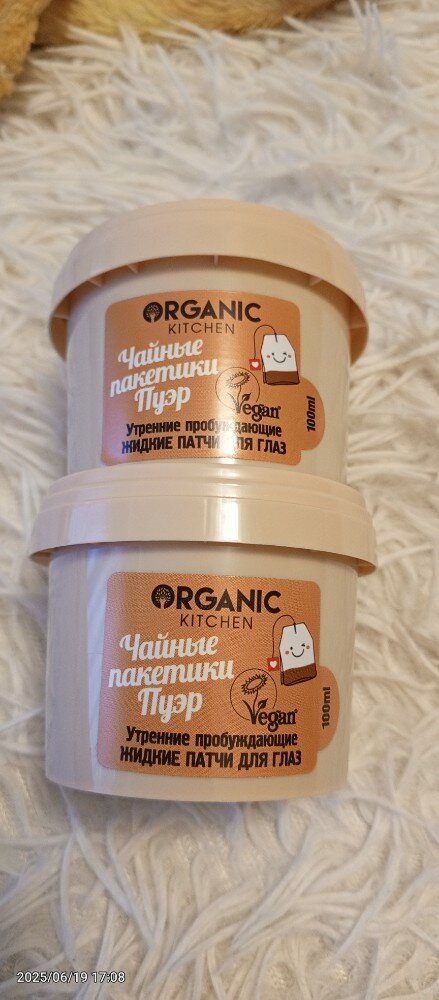 ORGANIC
KITCHEN
Чайные
пакетики
Пуэр
Vegan
100ml
Утренние пробуждающие
ЖИДКИЕ ПАТЧИ ДЛЯ ГЛАЗ
ORGANIC
KITCHEN
Чайные
пакетики
Пуэр
Vegan
100ml
Утренние пробуждающие
ЖИДКИЕ ПАТЧИ ДЛЯ ГЛАЗ
2025/06/19 17:08